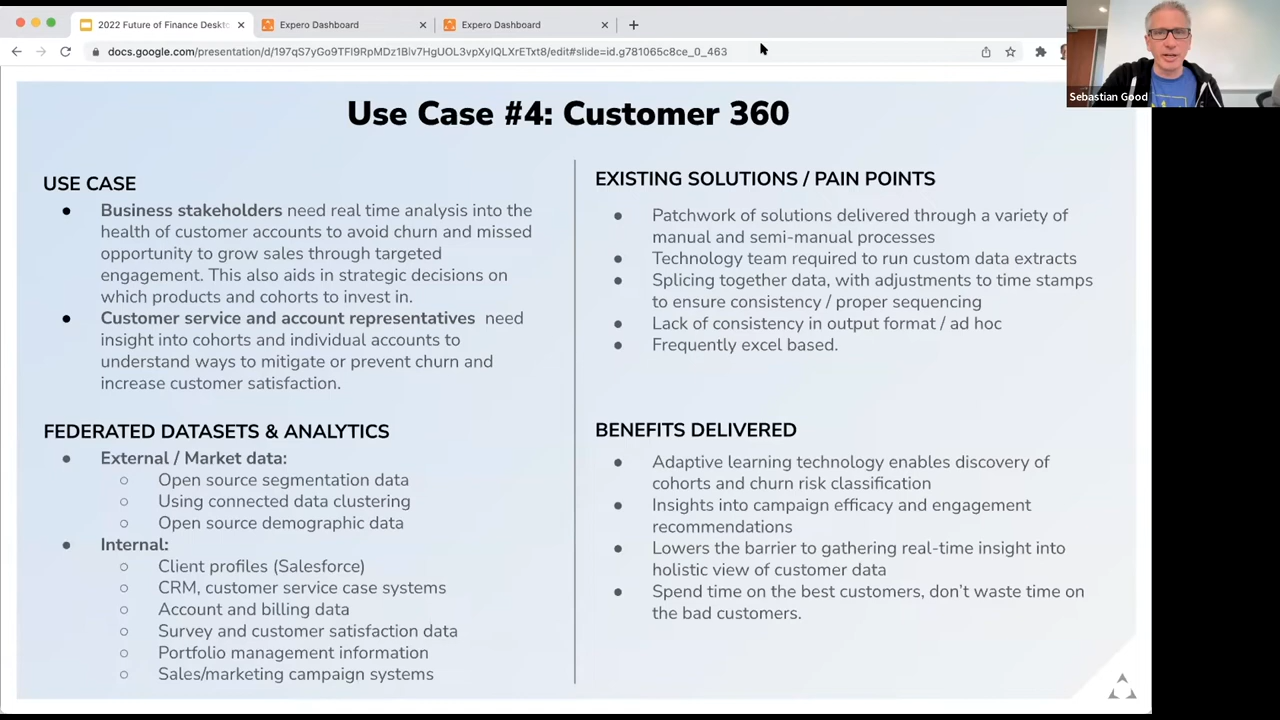 2022 Future of Finance Deskto
Expero Dashboard
Expero Dashboard
docs.google.com/presentation/d/197qS7yGo9TFl9RpMDz1Blv7HgUOL3vpXyIQLXrETxt8/edit#slide=id.g781065c8ce_0_463
Sebastian Good
Use Case #4: Customer 360
USE CASE
● Business stakeholders need real time analysis into the
health of customer accounts to avoid churn and missed
opportunity to grow sales through targeted
engagement. This also aids in strategic decisions on
which products and cohorts to invest in.
● Customer service and account representatives need
insight into cohorts and individual accounts to
understand ways to mitigate or prevent churn and
increase customer satisfaction.
FEDERATED DATASETS & ANALYTICS
● External / Market data:
○ Open source segmentation data
○ Using connected data clustering
○ Open source demographic data
● Internal:
○ Client profiles (Salesforce)
○ CRM, customer service case systems
○ Account and billing data
○ Survey and customer satisfaction data
○ Portfolio management information
○ Sales/marketing campaign systems
EXISTING SOLUTIONS / PAIN POINTS
● Patchwork of solutions delivered through a variety of
manual and semi-manual processes
● Technology team required to run custom data extracts
● Splicing together data, with adjustments to time stamps
to ensure consistency / proper sequencing
● Lack of consistency in output format / ad hoc
● Frequently excel based.
BENEFITS DELIVERED
● Adaptive learning technology enables discovery of
cohorts and churn risk classification
● Insights into campaign efficacy and engagement
recommendations
● Lowers the barrier to gathering real-time insight into
holistic view of customer data
● Spend time on the best customers, don't waste time on
the bad customers.